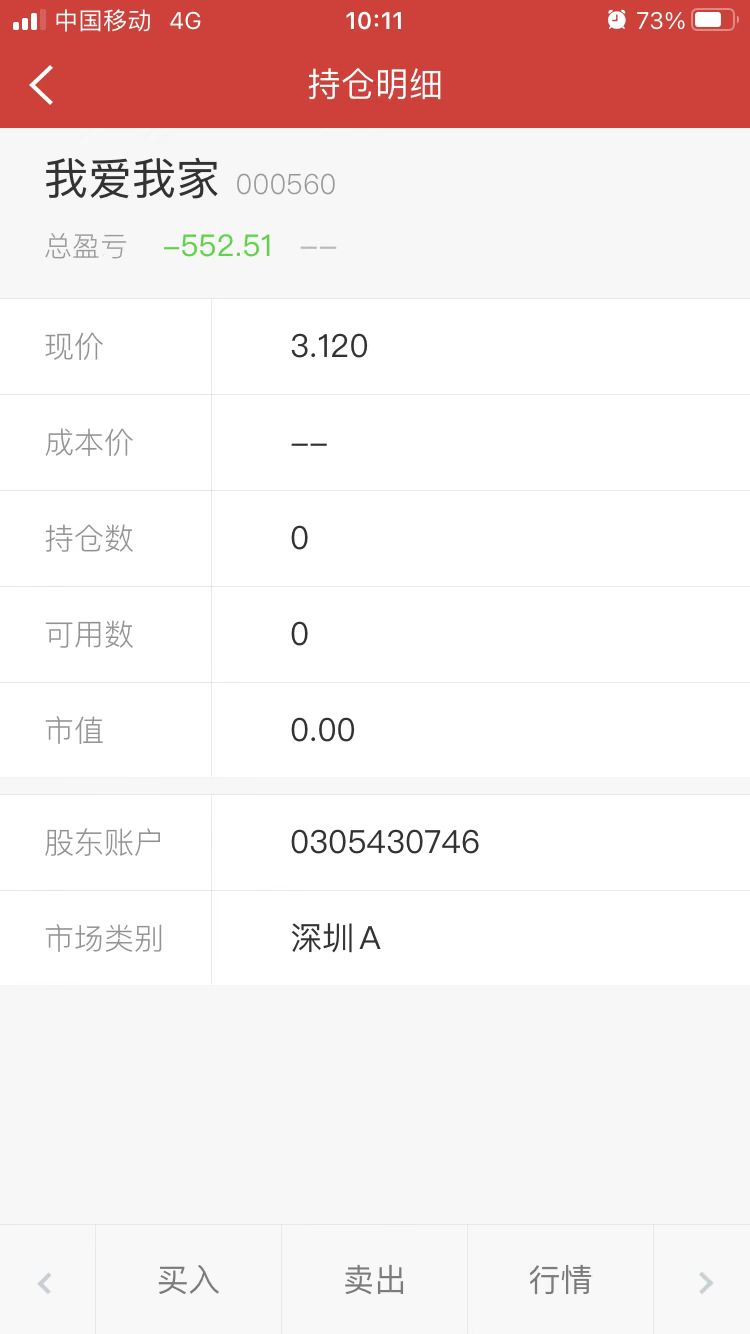 中国移动 4G 10:11 73%
持仓明细
我爱我家 000560
总盈亏 -552.51 --
现价 3.120
成本价 --
持仓数 0
可用数 0
市值 0.00
股东账户 0305430746
市场类别 深圳A
买入 卖出 行情